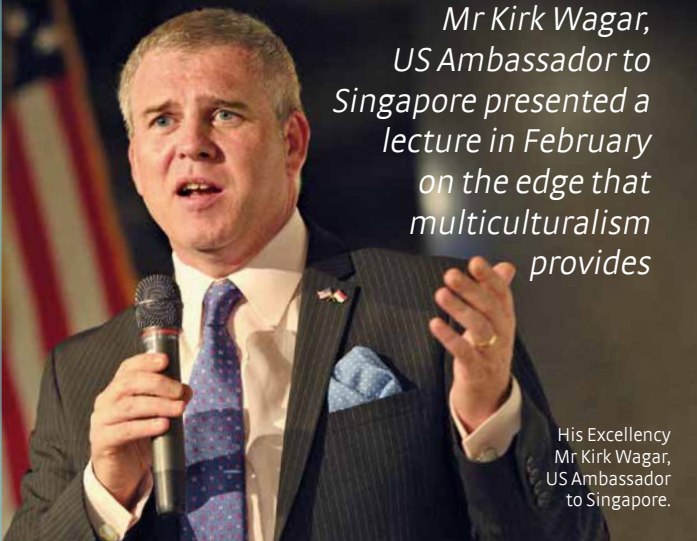 Mr Kirk Wagar,
US Ambassador to
Singapore presented a
lecture in February
on the edge that
multiculturalism
provides
His Excellency
Mr Kirk Wagar,
US Ambassador
to Singapore.